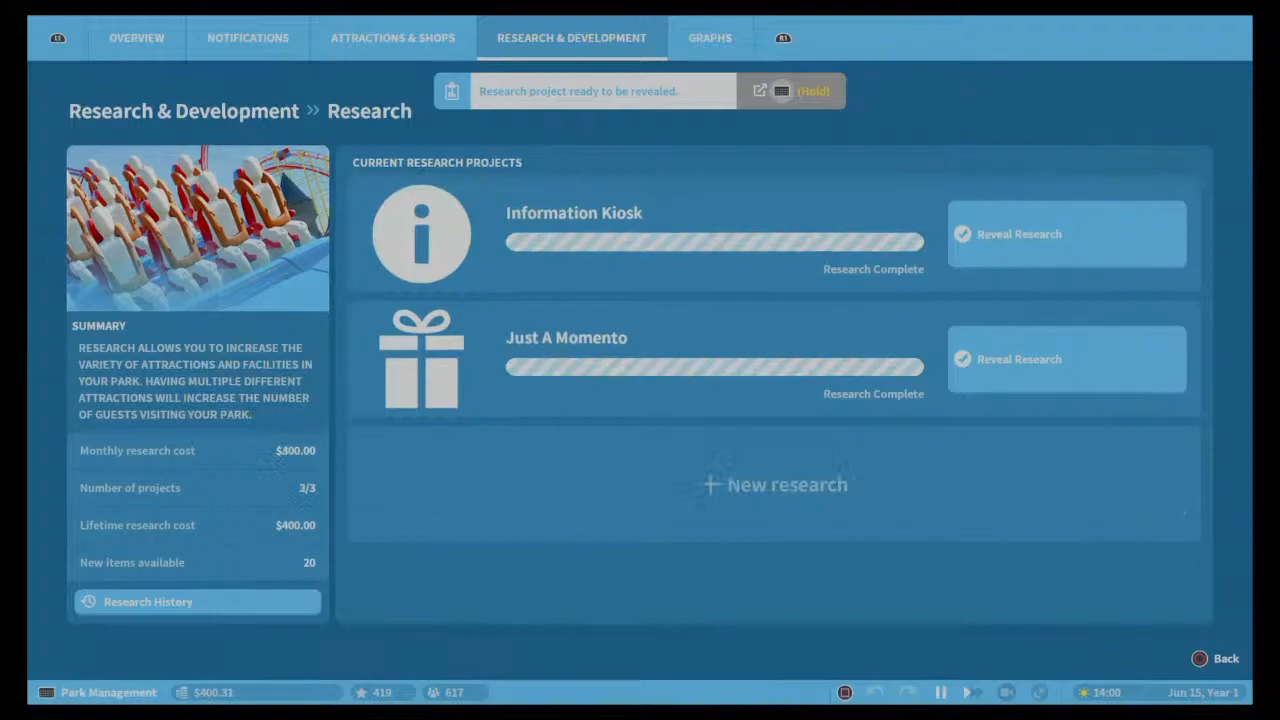 L1
OVERVIEW
NOTIFICATIONS
ATTRACTIONS & SHOPS
RESEARCH & DEVELOPMENT
GRAPHS
R1
Research project ready to be revealed.
(Hold)
Research & Development » Research
CURRENT RESEARCH PROJECTS
Information Kiosk
Reveal Research
Research Complete
Just A Momento
Reveal Research
Research Complete
+ New research
SUMMARY
RESEARCH ALLOWS YOU TO INCREASE THE
VARIETY OF ATTRACTIONS AND FACILITIES IN
YOUR PARK. HAVING MULTIPLE DIFFERENT
ATTRACTIONS WILL INCREASE THE NUMBER
OF GUESTS VISITING YOUR PARK.
Monthly research cost
Number of projects
Lifetime research cost $400.00
New items available 20
Research History
Back
Park Management
$400.31
419
617
14:00
Jun 15, Year 1